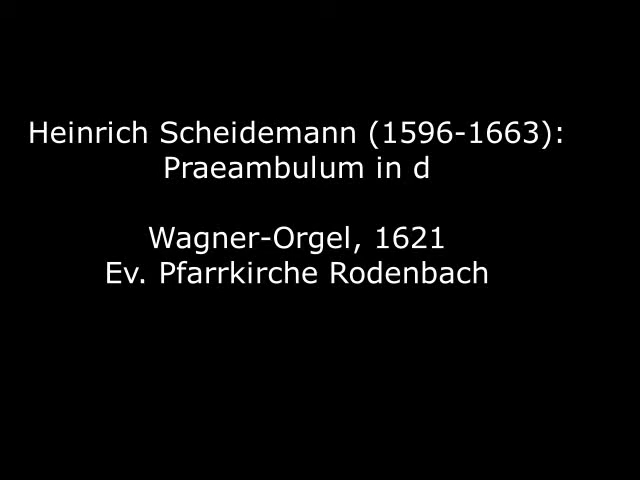 Heinrich Scheidemann (1596-1663):
Praeambulum in d
Wagner-Orgel, 1621
Ev. Pfarrkirche Rodenbach